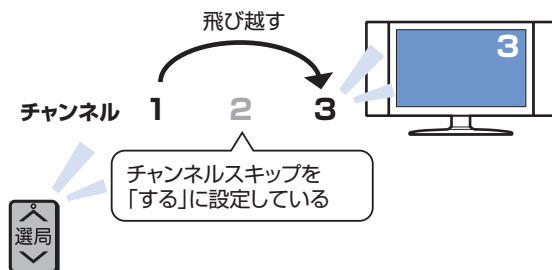 飛び越す
3
チャンネル 1 2 3
チャンネルスキップを
「する」に設定している
選局